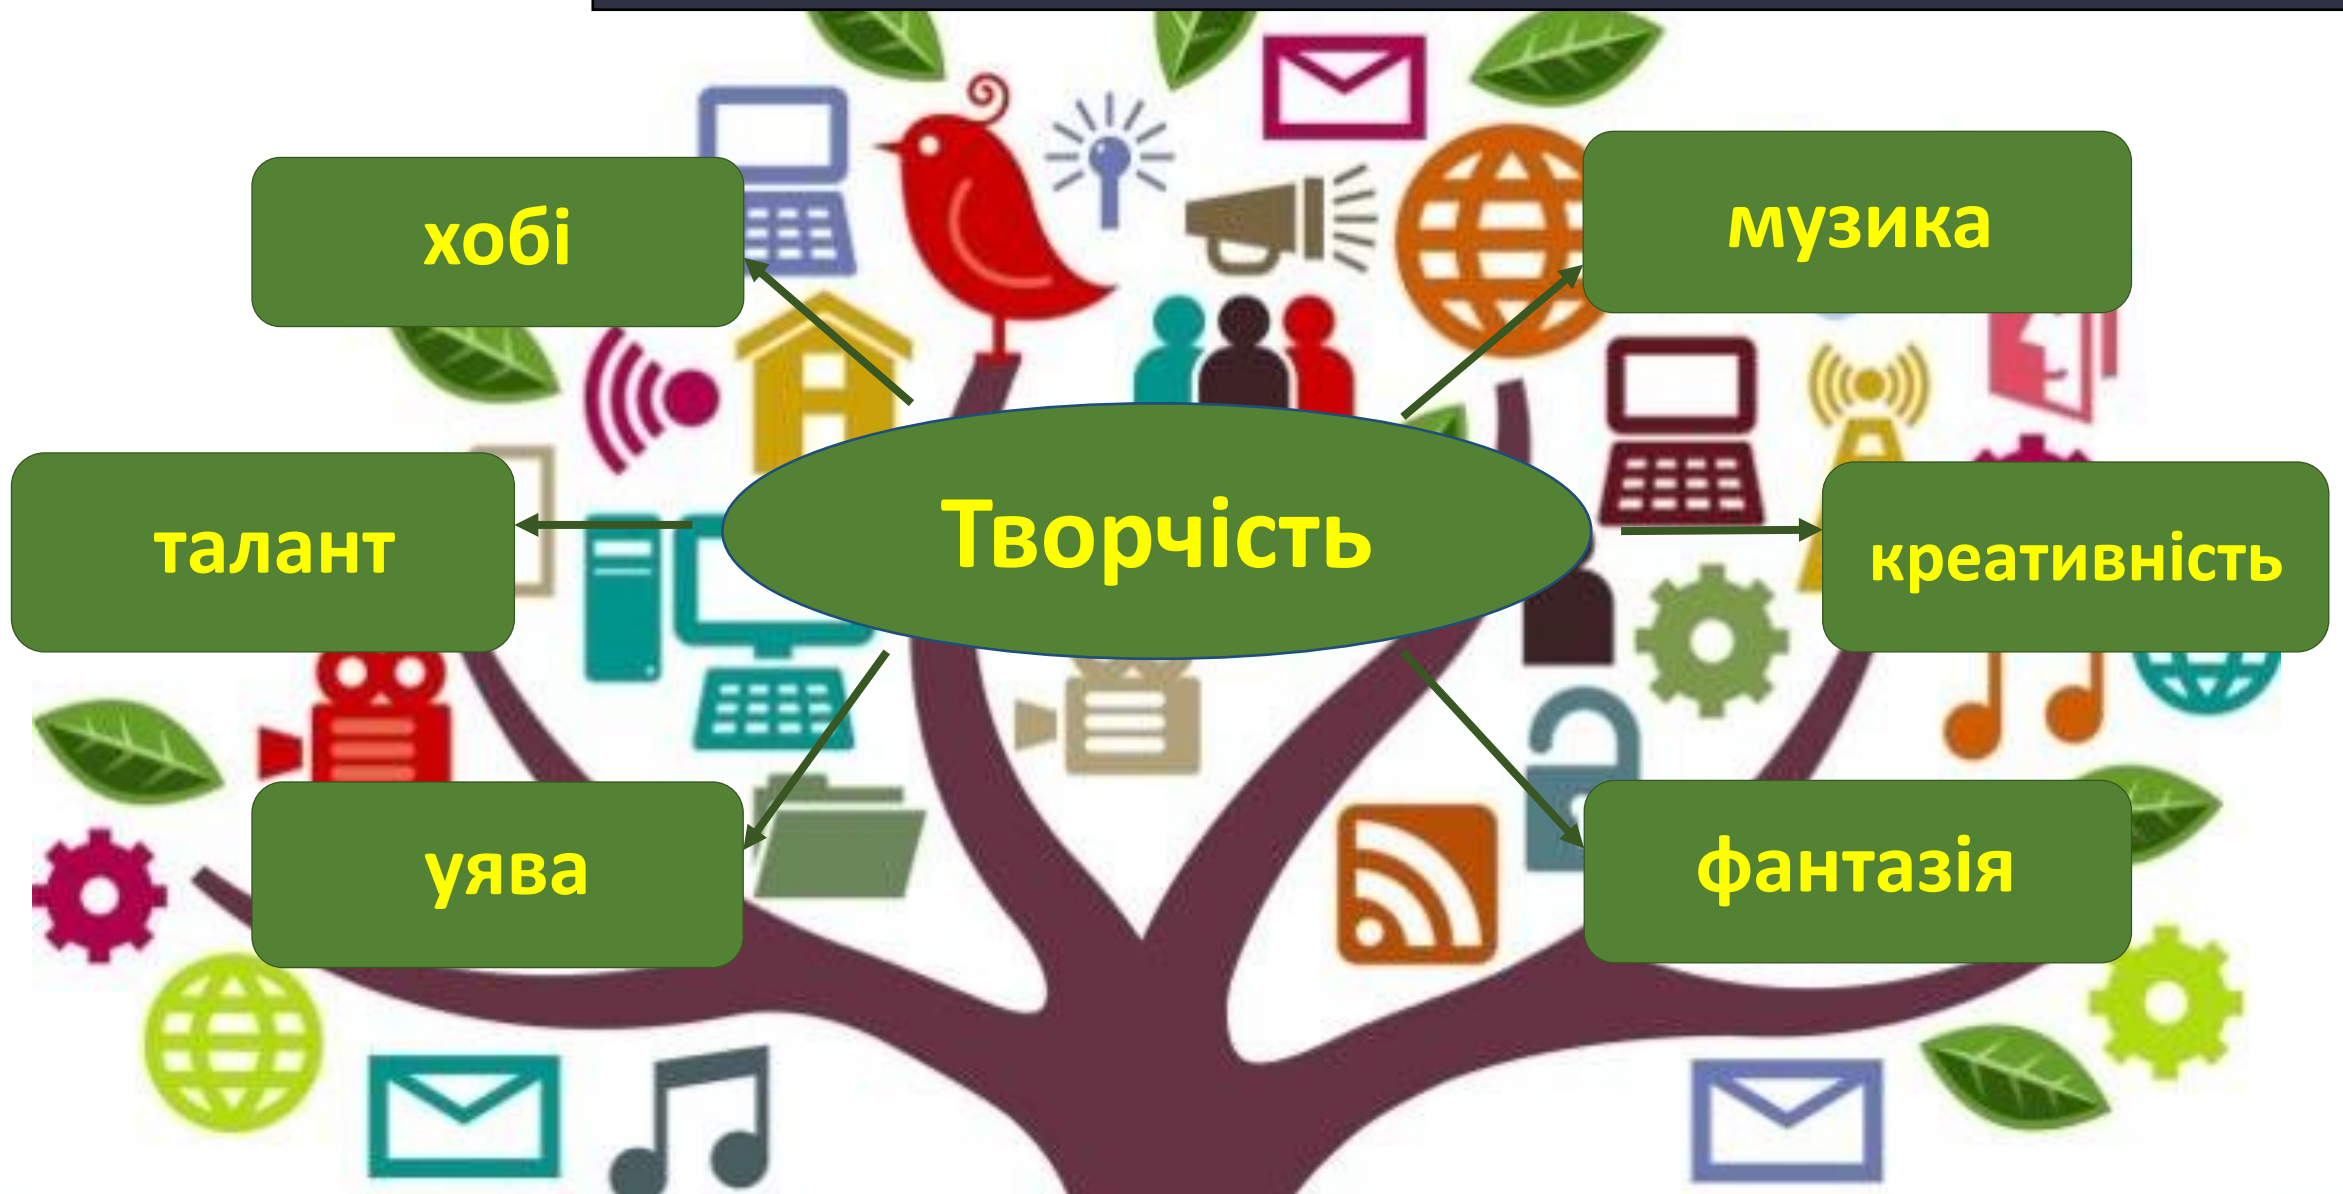 хобі
музика
Творчість
талант
креативність
уява
фантазія